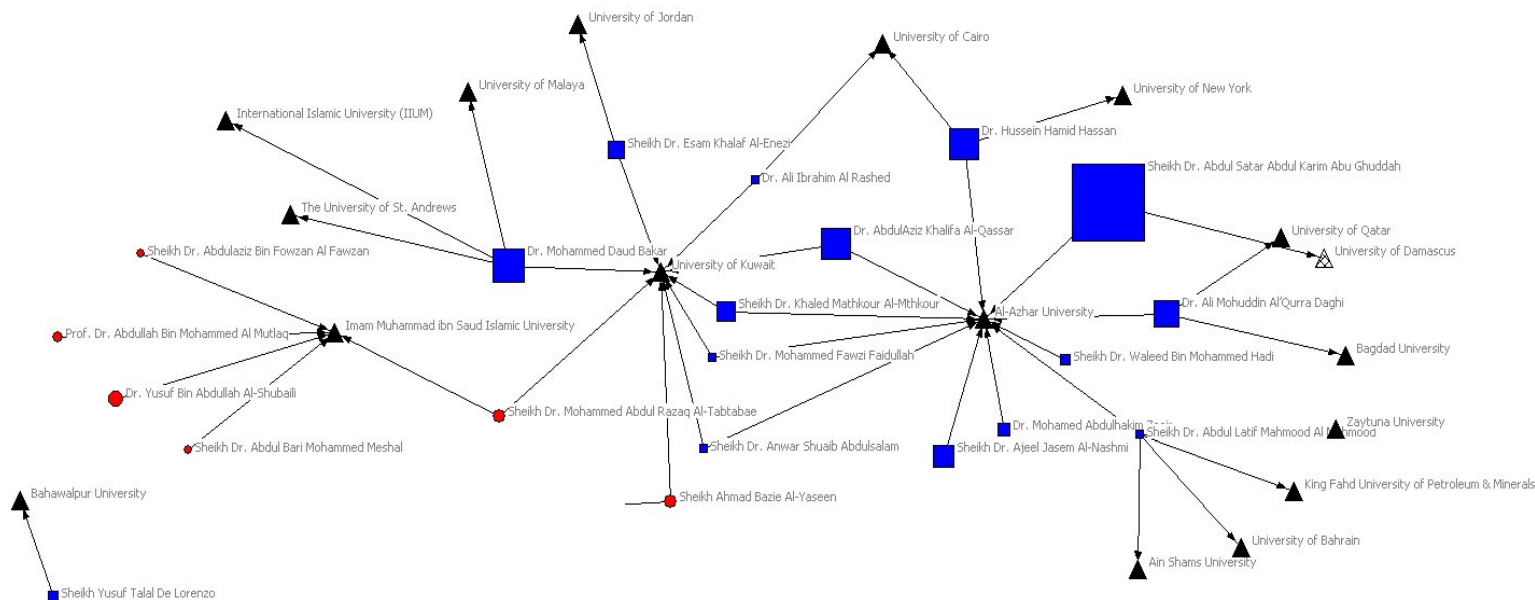 University of Jordan
University of Cairo
University of Malaya
University of New York
International Islamic University (IIUM)
Dr. Hussein Hamid Hassan
Sheikh Dr. Esam Khalaf Al-Enezi
Sheikh Dr. Abdul Satar Abdul Karim Abu Ghuddah
Dr. Ali Ibrahim Al Rashed
The University of St. Andrews
Dr. AbdulAziz Khalifa Al-Qassar
University of Qatar
Sheikh Dr. Abdulaziz Bin Fowzan Al Fawzan
Dr. Mohammed Daud Bakar
University of Damascus
University of Kuwait
Sheikh Dr. Khaled Mathkour Al-Mthkour
Dr. Ali Mohuddin Al'Qurra Daghi
Al-Azhar University
Imam Muhammad ibn Saud Islamic University
Prof. Dr. Abdullah Bin Mohammed Al Mutlaq
Bagdad University
Sheikh Dr. Mohammed Fawzi Faidullah
Sheikh Dr. Waleed Bin Mohammed Hadi
Dr. Yusuf Bin Abdullah Al-Shubaili
Sheikh Dr. Mohammed Abdul Razaq Al-Tabtabae
Zaytuna University
Dr. Mohamed Abdulhakim
Sheikh Dr. Abdul Latif Mahmood Al
Sheikh Dr. Abdul Bari Mohammed Meshal
Sheikh Dr. Anwar Shuaib Abdulsalam
Sheikh Dr. Ajeel Jasem Al-Nashmi
King Fahd University of Petroleum & Minerals
Bahawalpur University
Sheikh Ahmad Bazie Al-Yaseen
University of Bahrain
Ain Shams University
Sheikh Yusuf Talal De Lorenzo